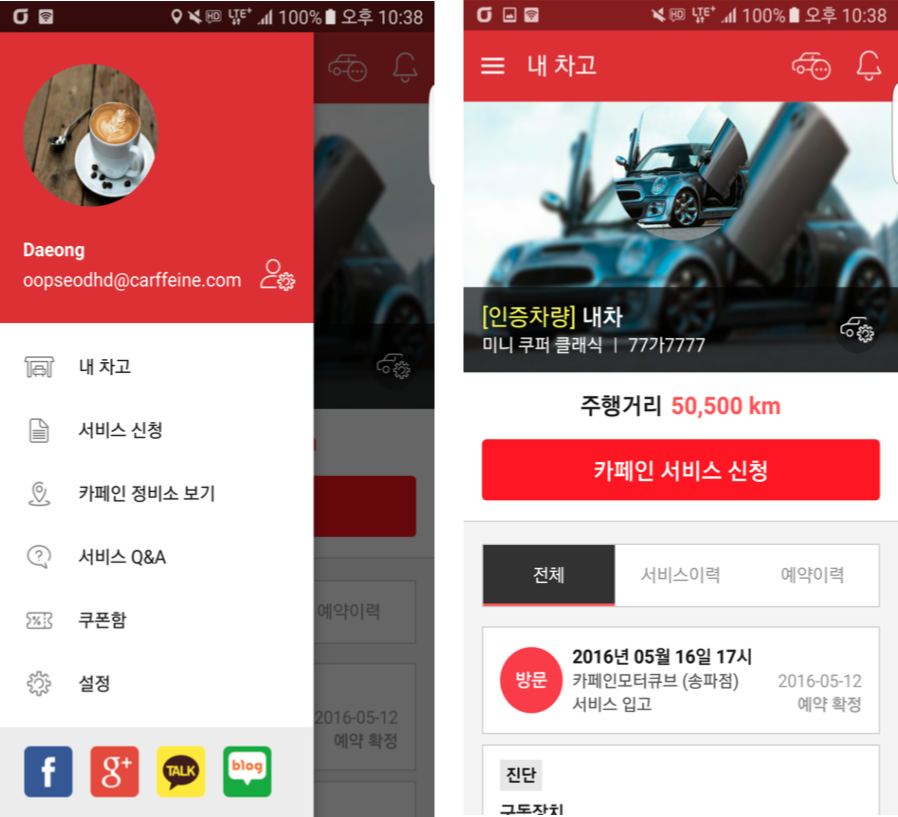 HD LTE+ 100% 오후 10:38
Daeong
oopseodhd@carffeine.com
내 차고
서비스 신청
카페인 정비소 보기
서비스 Q&A
쿠폰함
설정
예약이력
2016-05-12
예약 확정
f
g+
TALK
blog
HD LTE+ 100% 오후 10:38
내 차고
[인증차량] 내차
미니 쿠퍼 클래식 | 77가7777
주행거리 50,500 km
카페인 서비스 신청
전체 서비스이력 예약이력
방문
2016년 05월 16일 17시
카페인모터큐브 (송파점) 2016-05-12
서비스 입고 예약 확정
진단
구동장치